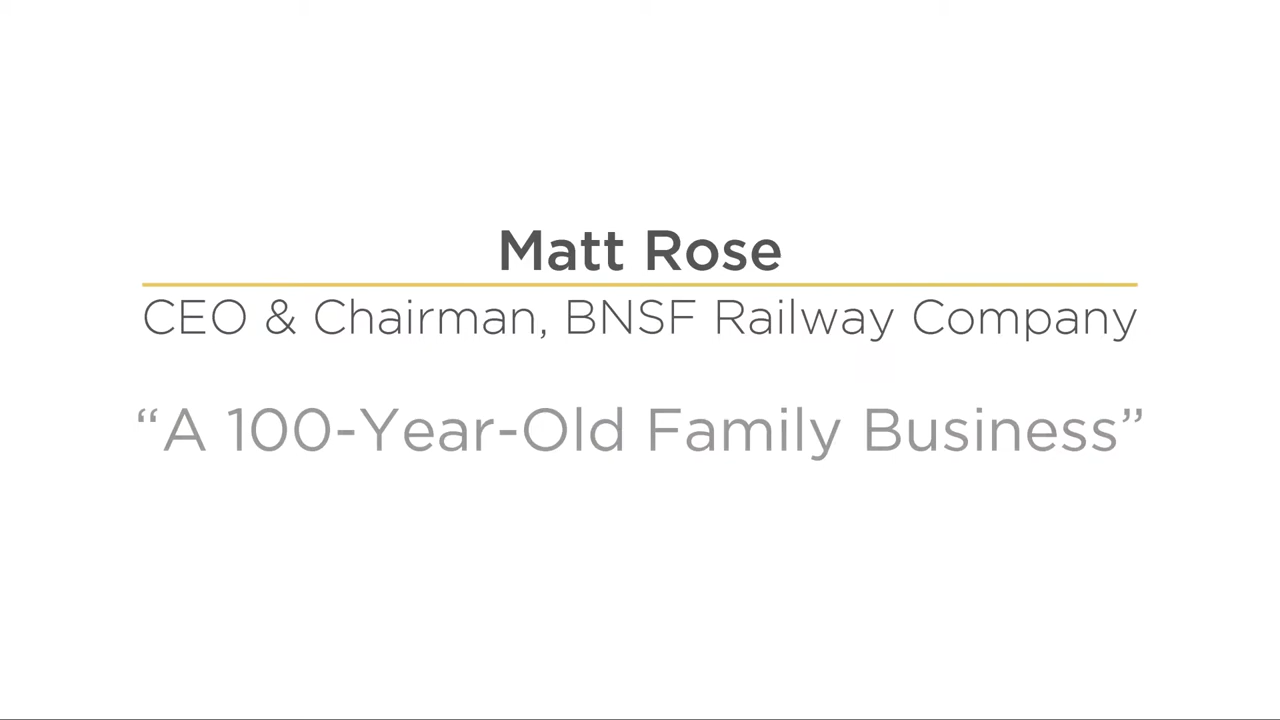 Matt Rose
CEO & Chairman, BNSF Railway Company
“A 100-Year-Old Family Business”